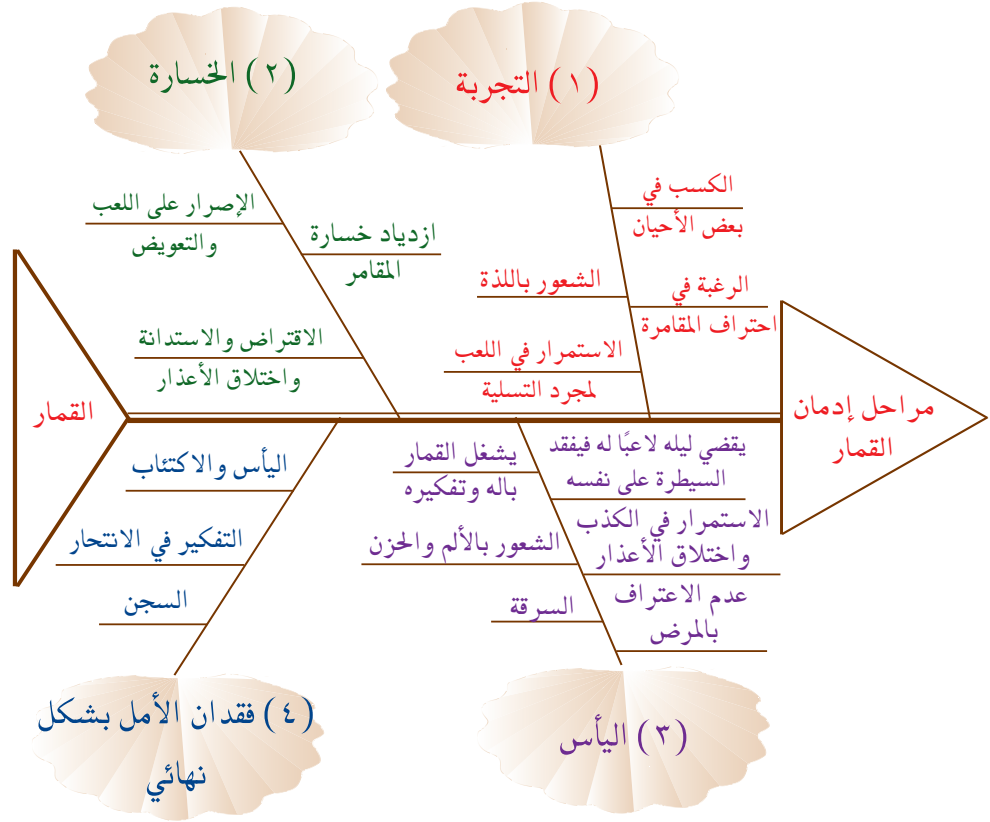 مراحل إدمان
القمار
(١) التجربة
الكسب في
بعض الأحيان
الرغبة في
احتراف المقامرة
الشعور باللذة
الاستمرار في اللعب
لمجرد التسلية
(٢) الخسارة
ازدياد خسارة
المقامر
الإصرار على اللعب
والتعويض
الاقتراض والاستدانة
واختلاق الأعذار
(٣) اليأس
يقضي ليله لاعبًا له فيفقد
السيطرة على نفسه
الاستمرار في الكذب
واختلاق الأعذار
عدم الاعتراف
بالمرض
يشغل القمار
باله وتفكيره
الشعور بالألم والحزن
السرقة
(٤) فقدان الأمل بشكل
نهائي
اليأس والاكتئاب
التفكير في الانتحار
السجن
القمار